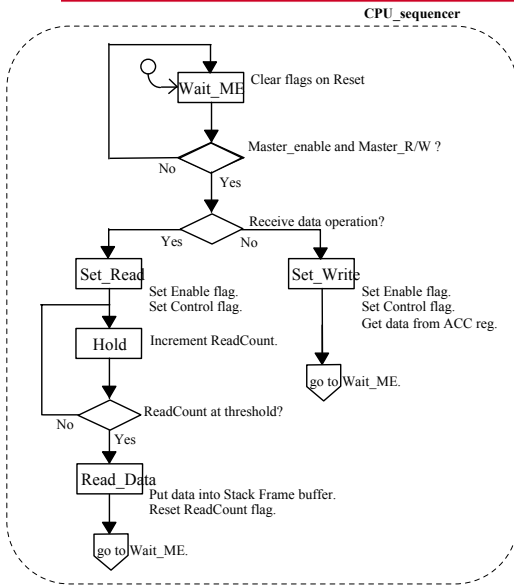 CPU_sequencer
Clear flags on Reset
Wait_ME
Master_enable and Master_R/W ?
No
Yes
Receive data operation?
Yes
No
Set_Read
Set_Write
Set Enable flag.
Set Control flag.
Set Enable flag.
Set Control flag.
Get data from ACC reg.
Hold
Increment ReadCount.
go to Wait_ME.
ReadCount at threshold?
No
Yes
Read_Data
Put data into Stack Frame buffer.
Reset ReadCount flag.
go to Wait_ME.